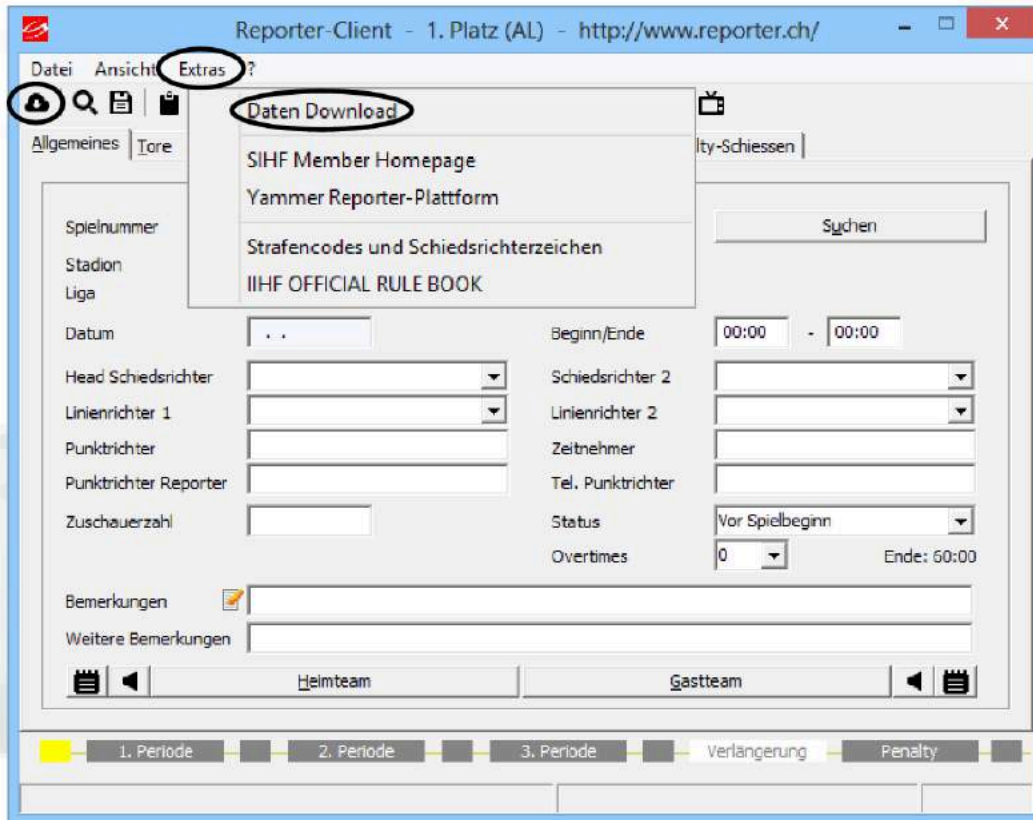 Reporter-Client - 1. Platz (AL) - http://www.reporter.ch/
Datei Ansicht Extras ?
Daten Download
SIHF Member Homepage
Yammer Reporter-Plattform
Strafencodes und Schiedsrichterzeichen
IIHF OFFICIAL RULE BOOK
Allgemeines Tore lty-Schiessen
Spielnummer Suchen
Stadion
Liga
Datum . . Beginn/Ende 00:00 - 00:00
Head Schiedsrichter Schiedsrichter 2
Linienrichter 1 Linienrichter 2
Punktrichter Zeitnehmer
Punktrichter Reporter Tel. Punktrichter
Zuschauerzahl Status Vor Spielbeginn
Overtimes 0 Ende: 60:00
Bemerkungen
Weitere Bemerkungen
Heimteam Gastteam
1. Periode 2. Periode 3. Periode Verlängerung Penalty